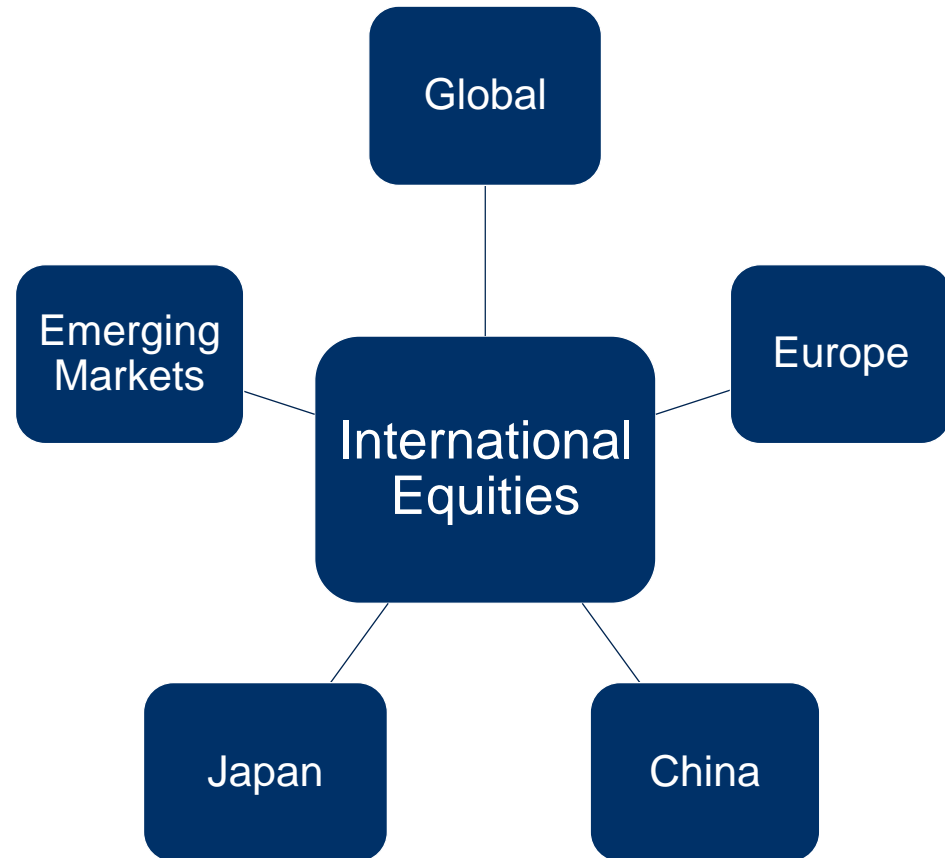 Global
Emerging
Markets
Europe
International
Equities
Japan
China